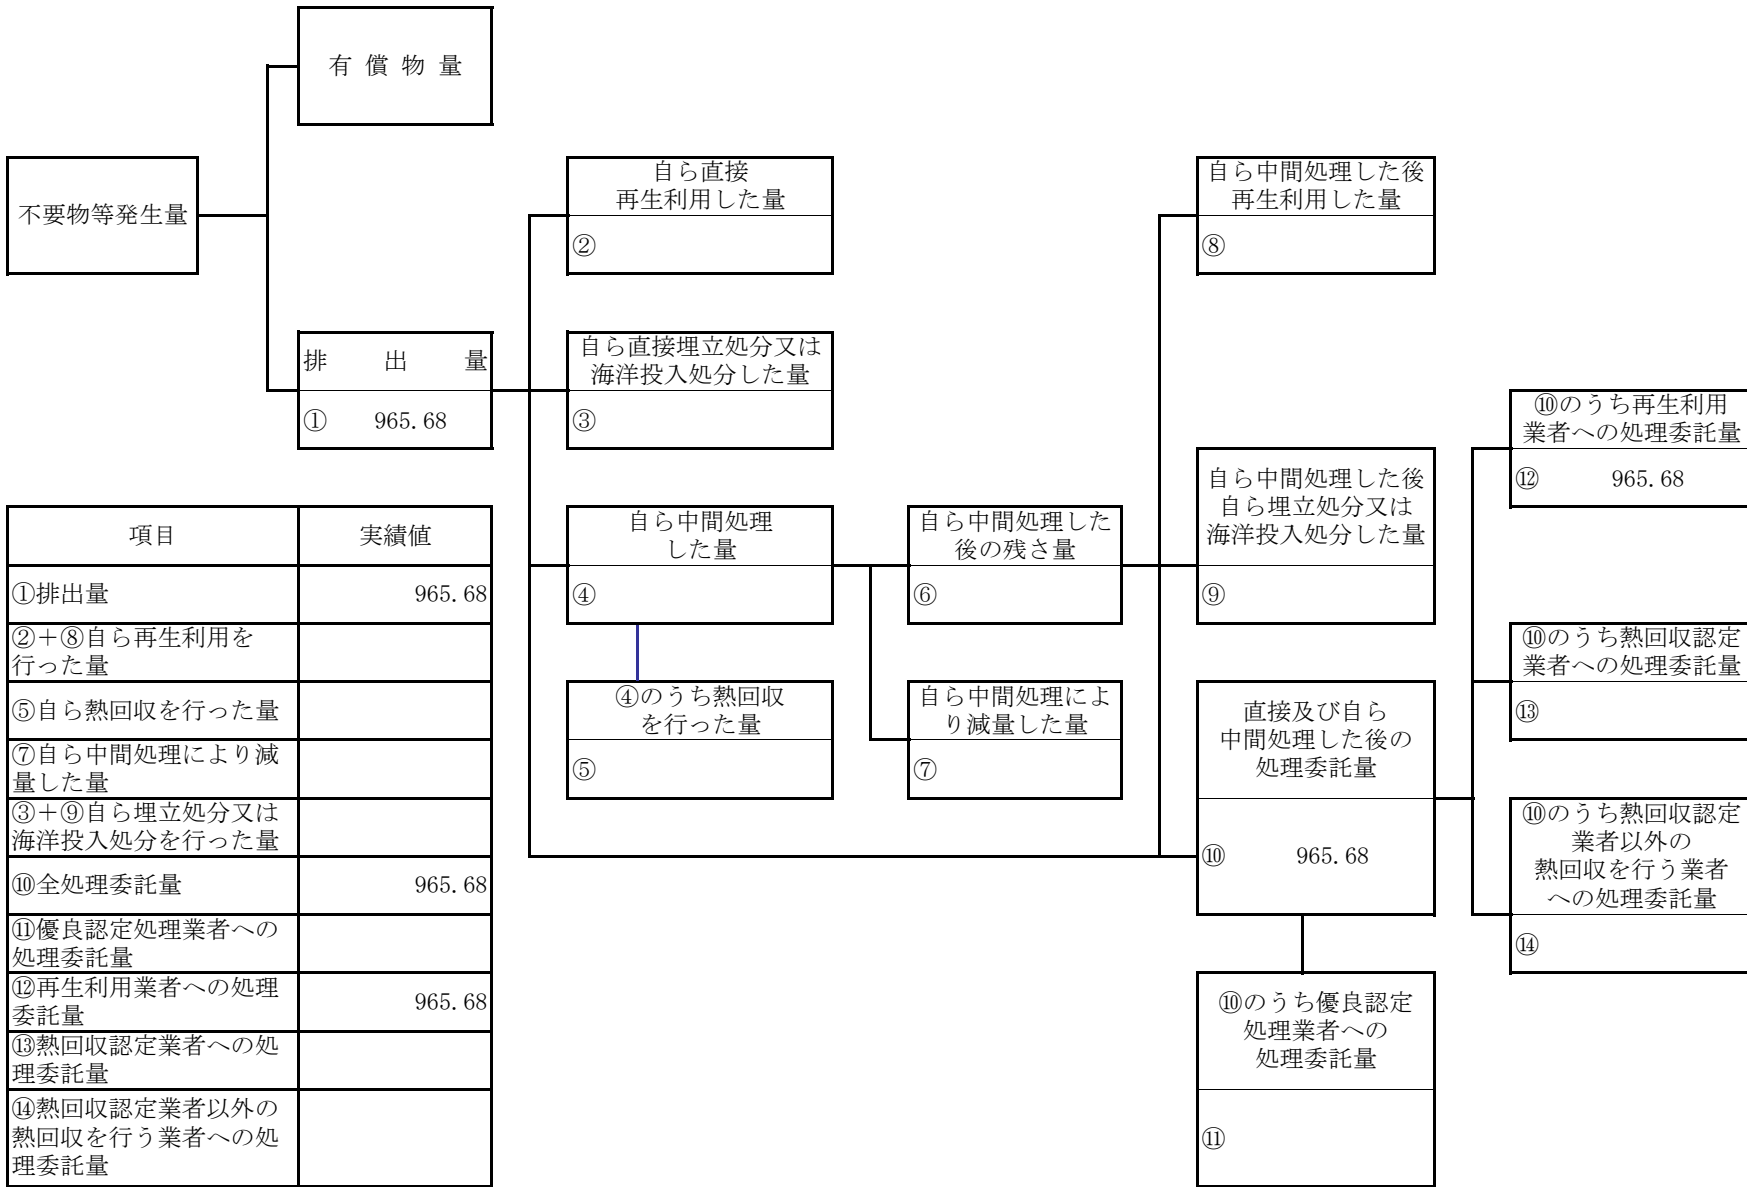 有償物量
不要物等発生量
自ら直接
再生利用した量
②
自ら中間処理した後
再生利用した量
⑧
排出量
① 965.68
自ら直接埋立処分又は
海洋投入処分した量
③
⑩のうち再生利用
業者への処理委託量
⑫ 965.68
自ら中間処理した後
自ら埋立処分又は
海洋投入処分した量
⑨
自ら中間処理
した量
④
自ら中間処理した
後の残さ量
⑥
⑩のうち熱回収認定
業者への処理委託量
⑬
④のうち熱回収
を行った量
⑤
自ら中間処理によ
り減量した量
⑦
直接及び自ら
中間処理した後の
処理委託量
⑩ 965.68
⑩のうち熱回収認定
業者以外の
熱回収を行う業者
への処理委託量
⑭
⑩のうち優良認定
処理業者への
処理委託量
⑪
項目 実績値
①排出量 965.68
②＋⑧自ら再生利用を
行った量
⑤自ら熱回収を行った量
⑦自ら中間処理により減
量した量
③＋⑨自ら埋立処分又は
海洋投入処分を行った量
⑩全処理委託量 965.68
⑪優良認定処理業者への
処理委託量
⑫再生利用業者への処理
委託量 965.68
⑬熱回収認定業者への処
理委託量
⑭熱回収認定業者以外の
熱回収を行う業者への処
理委託量